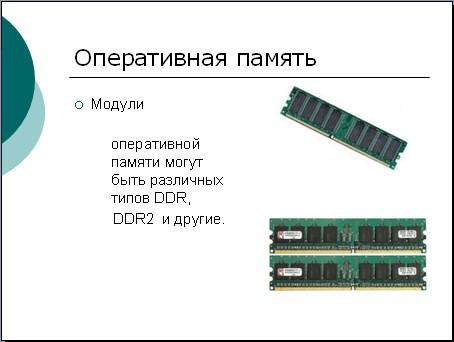 Оперативная память
Модули
оперативной
памяти могут
быть различных
типов DDR,
DDR2 и другие.